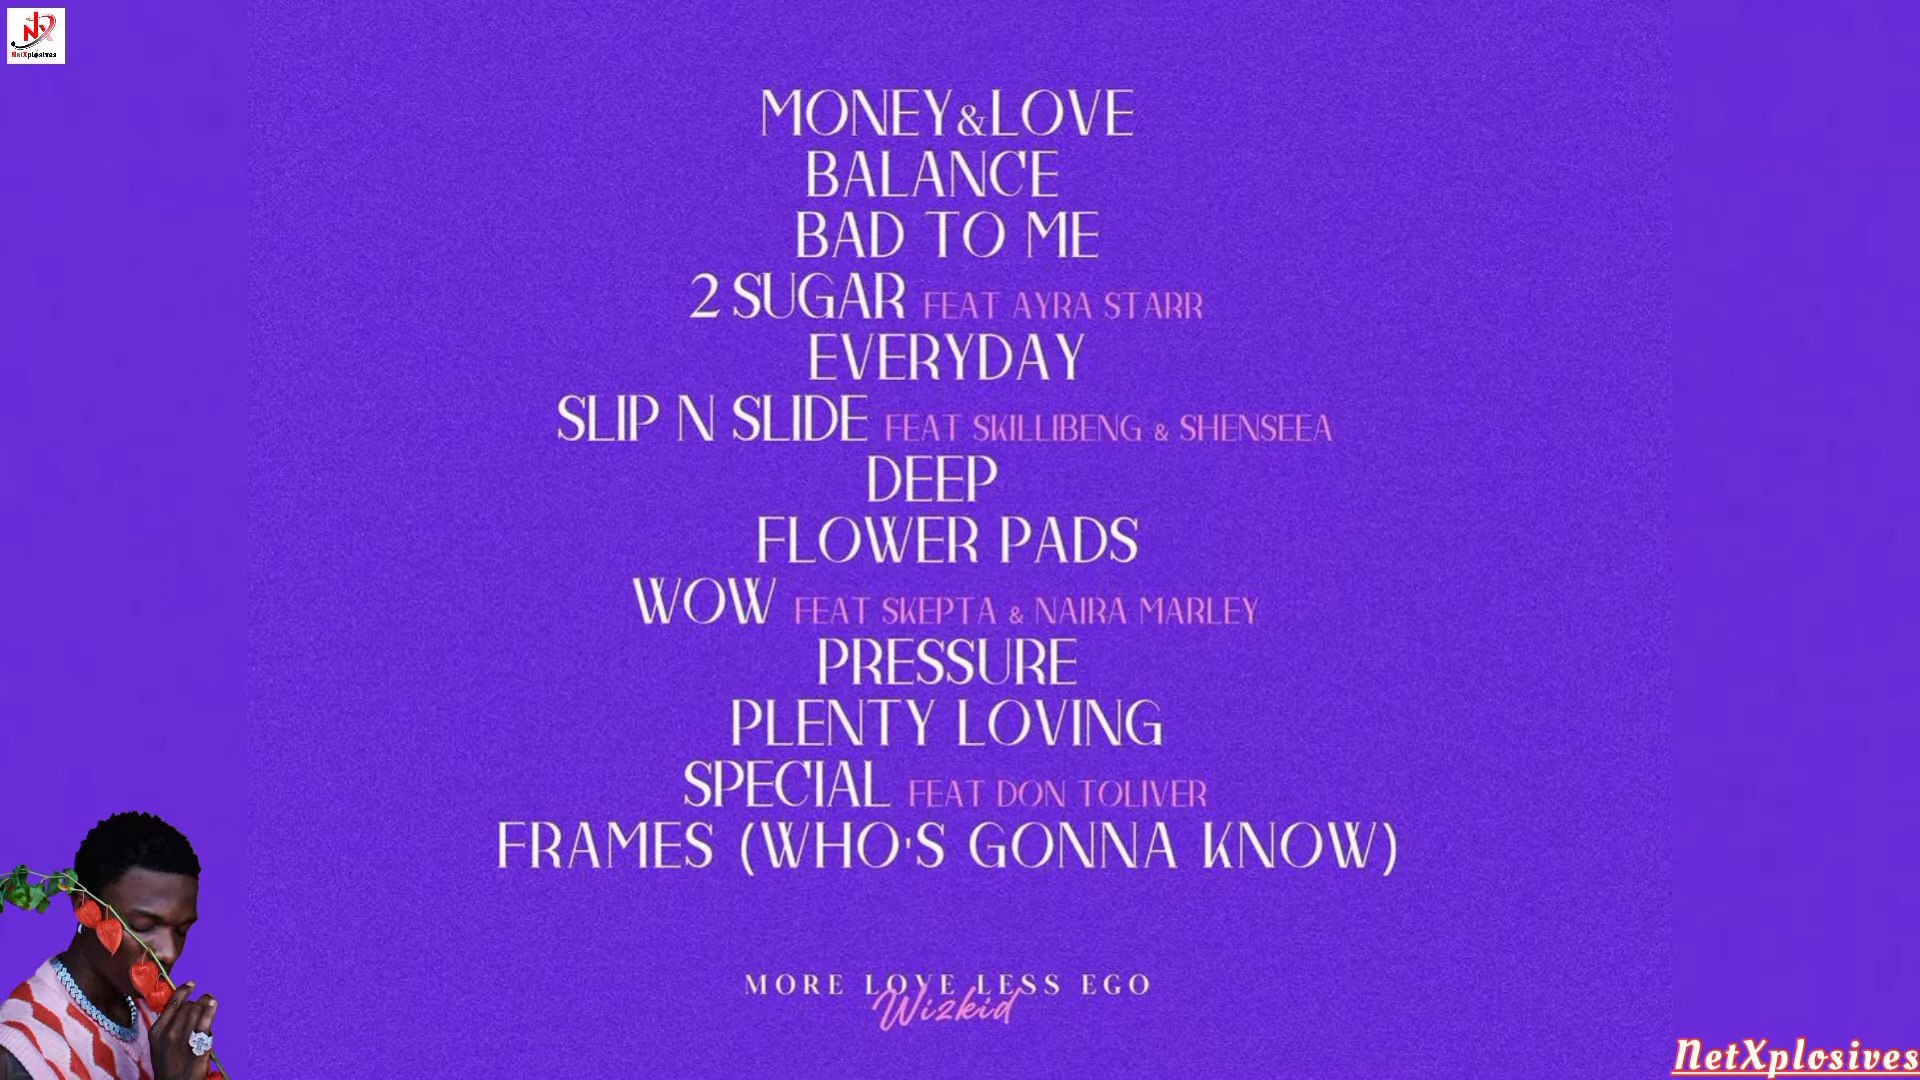 NetXplosives
MONEY&LOVE
BALANCE
BAD TO ME
2 SUGAR FEAT AYRA STARR
EVERYDAY
SLIP N SLIDE FEAT SKILLIBENG & SHENSEEA
DEEP
FLOWER PADS
WOW FEAT SKEPTA & NAIRA MARLEY
PRESSURE
PLENTY LOVING
SPECIAL FEAT DON TOLIVER
FRAMES (WHO'S GONNA KNOW)
MORE LOVE LESS EGO
Wizkid
NetXplosives